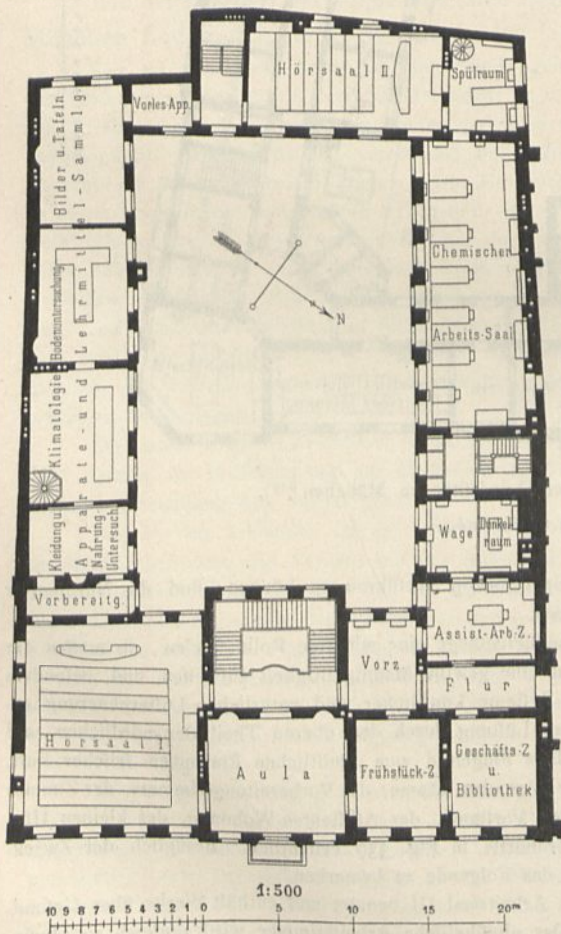 Hörsaal II.
Spülraum
Vorles-App.
Bilder u. Tafeln
Lehrmittel-Sammlg.
Chemischer
Arbeits-Saal
N
Bodenuntersuchung
Klimatologie
Apparate- und
Kleidung u.
Nahrung-
Untersuch.
Wage
Dunkel-
raum
Vorbereitg.
Assist-Arb-Z.
Vorz.
Flur
Hörsaal I
Aula
Frühstück-Z.
Geschäfts-Z
u.
Bibliothek
1:500
10 9 8 7 6 5 4 3 2 1 0 5 10 15 20m